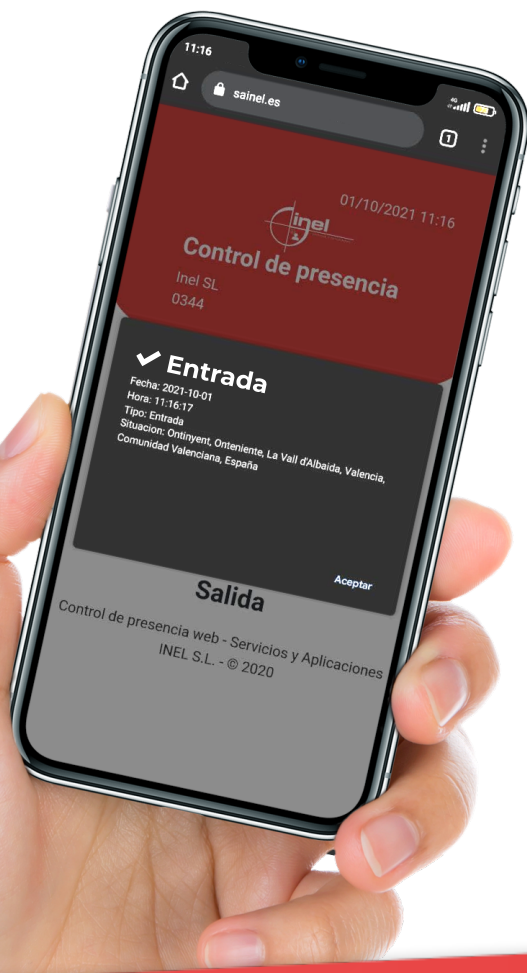 11:16
4G
sainel.es
1
01/10/2021 11:16
inel
Control de presencia
Inel SL
0344
Entrada
Fecha: 2021-10-01
Hora: 11:16:17
Tipo: Entrada
Situacion: Ontinyent, Onteniente, La Vall d'Albaida, Valencia,
Comunidad Valenciana, España
Aceptar
Salida
Control de presencia web - Servicios y Aplicaciones
INEL S.L. - © 2020